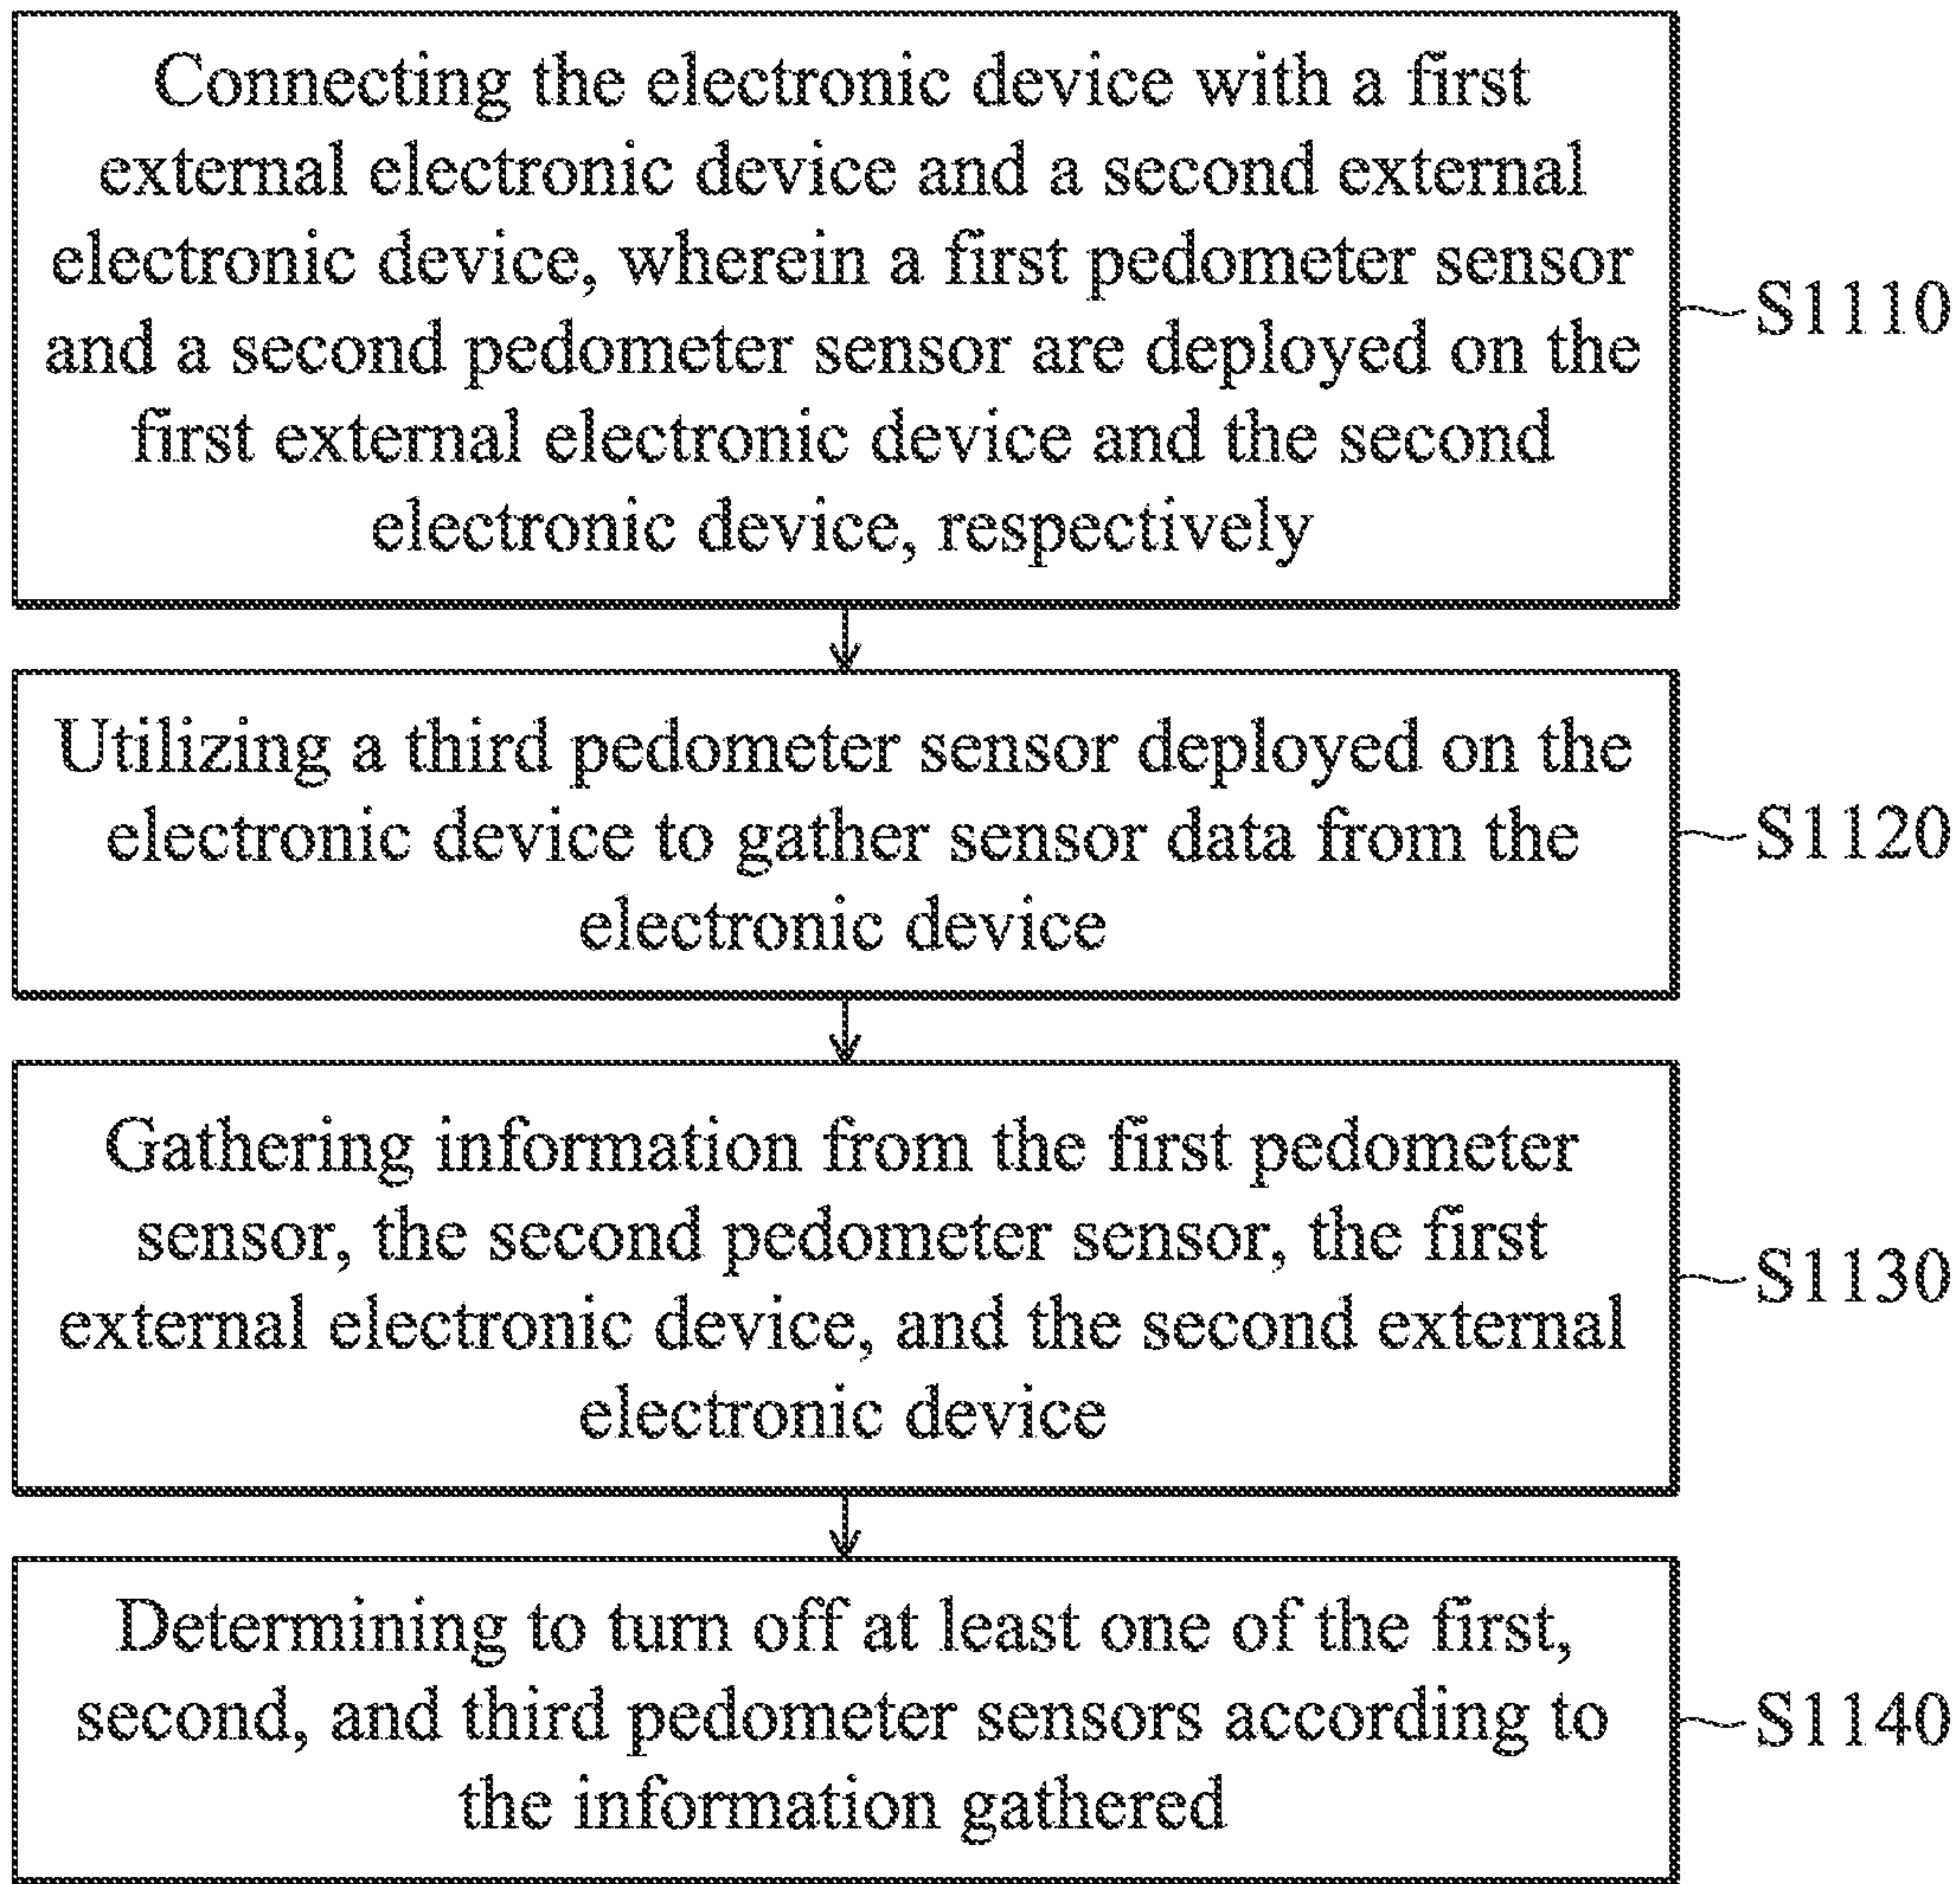 Connecting the electronic device with a first
external electronic device and a second external
electronic device, wherein a first pedometer sensor
and a second pedometer sensor are deployed on the
first external electronic device and the second
electronic device, respectively
S1110
Utilizing a third pedometer sensor deployed on the
electronic device to gather sensor data from the
electronic device
S1120
Gathering information from the first pedometer
sensor, the second pedometer sensor, the first
external electronic device, and the second external
electronic device
S1130
Determining to turn off at least one of the first,
second, and third pedometer sensors according to
the information gathered
S1140